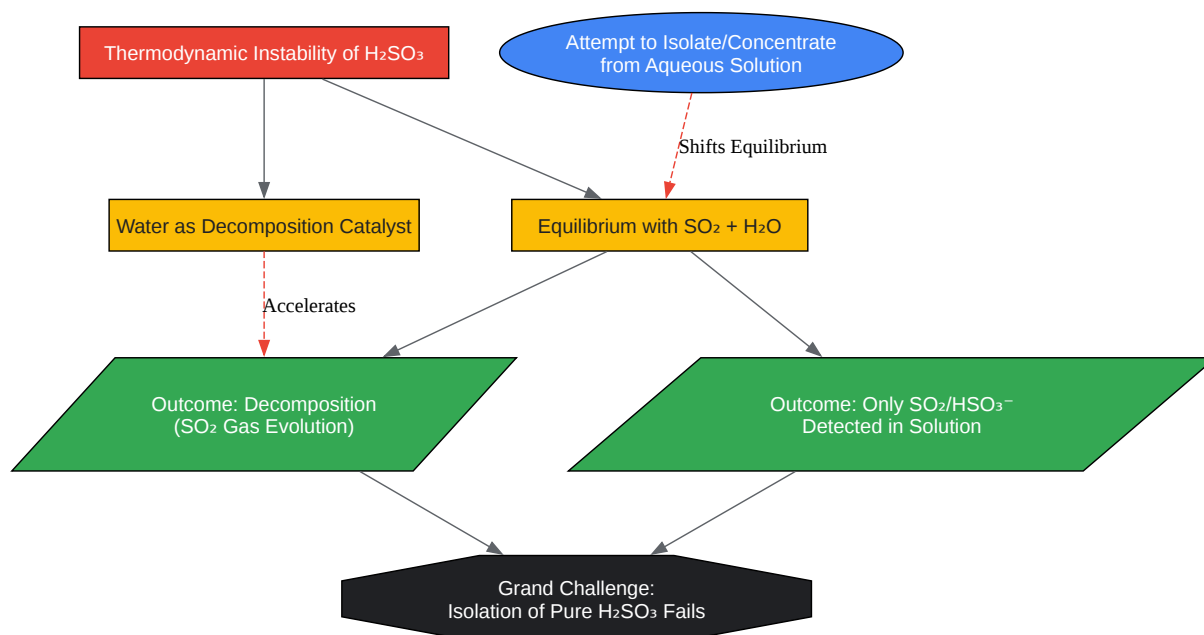 Thermodynamic Instability of H₂SO₃
Attempt to Isolate/Concentrate
from Aqueous Solution
Shifts Equilibrium
Water as Decomposition Catalyst
Equilibrium with SO₂ + H₂O
Accelerates
Outcome: Decomposition
(SO₂ Gas Evolution)
Outcome: Only SO₂/HSO₃⁻
Detected in Solution
Grand Challenge:
Isolation of Pure H₂SO₃ Fails